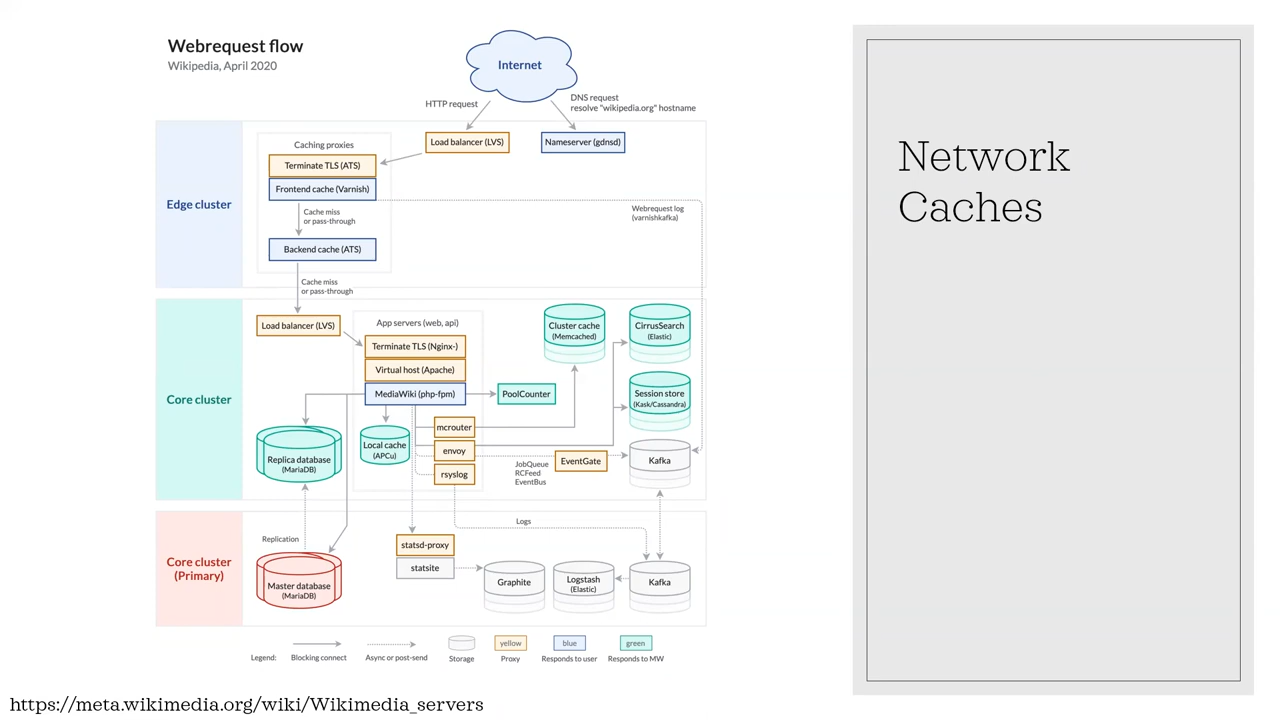 Webrequest flow
Wikipedia, April 2020
Internet
HTTP request
DNS request
resolve "wikipedia.org" hostname
Edge cluster
Load balancer (LVS)
Nameserver (gdnsd)
Caching proxies
Terminate TLS (ATS)
Frontend cache (Varnish)
Cache miss
or pass-through
Webrequest log
(varnishkafka)
Backend cache (ATS)
Cache miss
or pass-through
Core cluster
Load balancer (LVS)
App servers (web, api)
Terminate TLS (Nginx-)
Virtual host (Apache)
MediaWiki (php-fpm)
PoolCounter
Cluster cache
(Memcached)
CirrusSearch
(Elastic)
Session store
(Kask/Cassandra)
Replica database
(MariaDB)
Local cache
(APCu)
mcrouter
envoy
rsyslog
JobQueue
RCFeed
EventBus
EventGate
Kafka
Core cluster
(Primary)
Replication
Master database
(MariaDB)
Logs
statsd-proxy
statsite
Graphite
Logstash
(Elastic)
Kafka
Legend:
Blocking connect
Async or post-send
Storage
yellow
Proxy
blue
Responds to user
green
Responds to MW
Network
Caches
https://meta.wikimedia.org/wiki/Wikimedia_servers